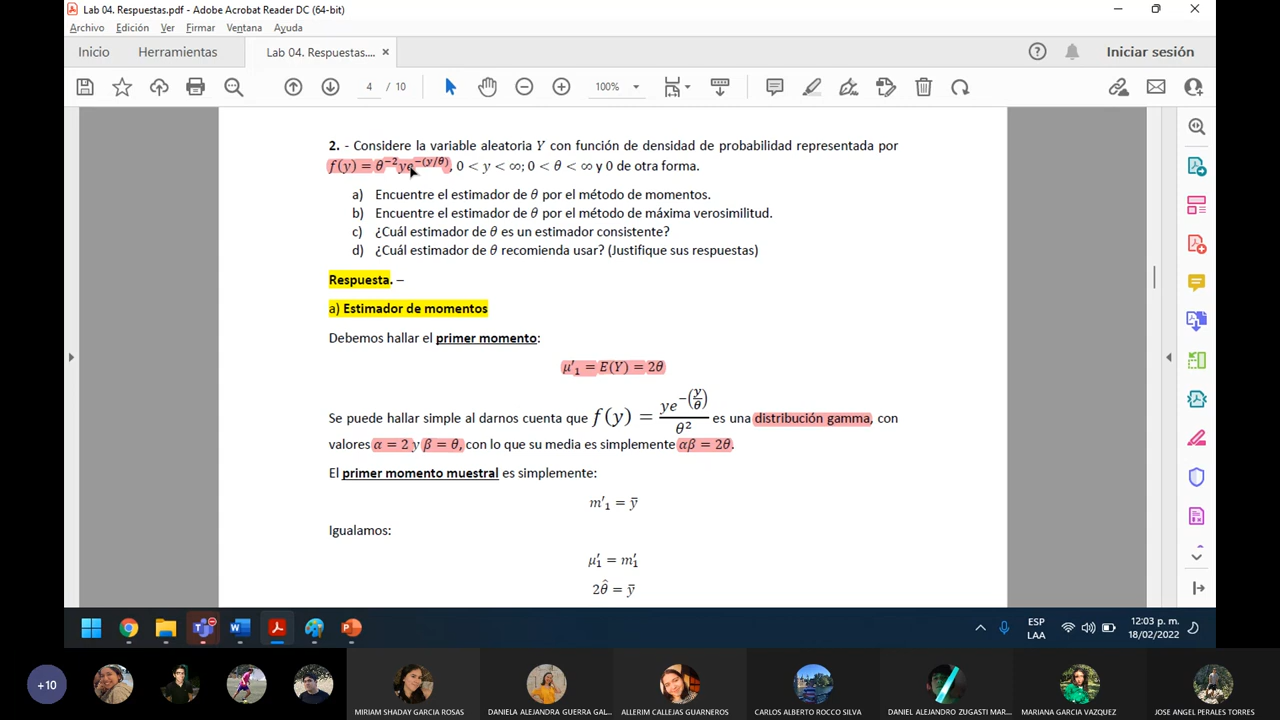 Lab 04. Respuestas.pdf - Adobe Acrobat Reader DC (64-bit)
Archivo Edición Ver Firmar Ventana Ayuda
Inicio Herramientas Lab 04. Respuestas.... × Iniciar sesión
4 / 10 100%
2. - Considere la variable aleatoria Y con función de densidad de probabilidad representada por
f(y) = θ⁻²ye^−(y/θ), 0 < y < ∞; 0 < θ < ∞ y 0 de otra forma.
a) Encuentre el estimador de θ por el método de momentos.
b) Encuentre el estimador de θ por el método de máxima verosimilitud.
c) ¿Cuál estimador de θ es un estimador consistente?
d) ¿Cuál estimador de θ recomienda usar? (Justifique sus respuestas)
Respuesta. –
a) Estimador de momentos
Debemos hallar el primer momento:
μ'₁ = E(Y) = 2θ
Se puede hallar simple al darnos cuenta que f(y) = ye^−(y/θ) / θ² es una distribución gamma, con
valores α = 2 y β = θ, con lo que su media es simplemente αβ = 2θ.
El primer momento muestral es simplemente:
m'₁ = ȳ
Igualamos:
μ′₁ = m′₁
2θ̂ = ȳ
ESP
LAA
12:03 p. m.
18/02/2022
+10
MIRIAM SHADAY GARCIA ROSAS
DANIELA ALEJANDRA GUERRA GAL...
ALLERIM CALLEJAS GUARNEROS
CARLOS ALBERTO ROCCO SILVA
DANIEL ALEJANDRO ZUGASTI MAR...
MARIANA GARCIA VAZQUEZ
JOSE ANGEL PERALES TORRES